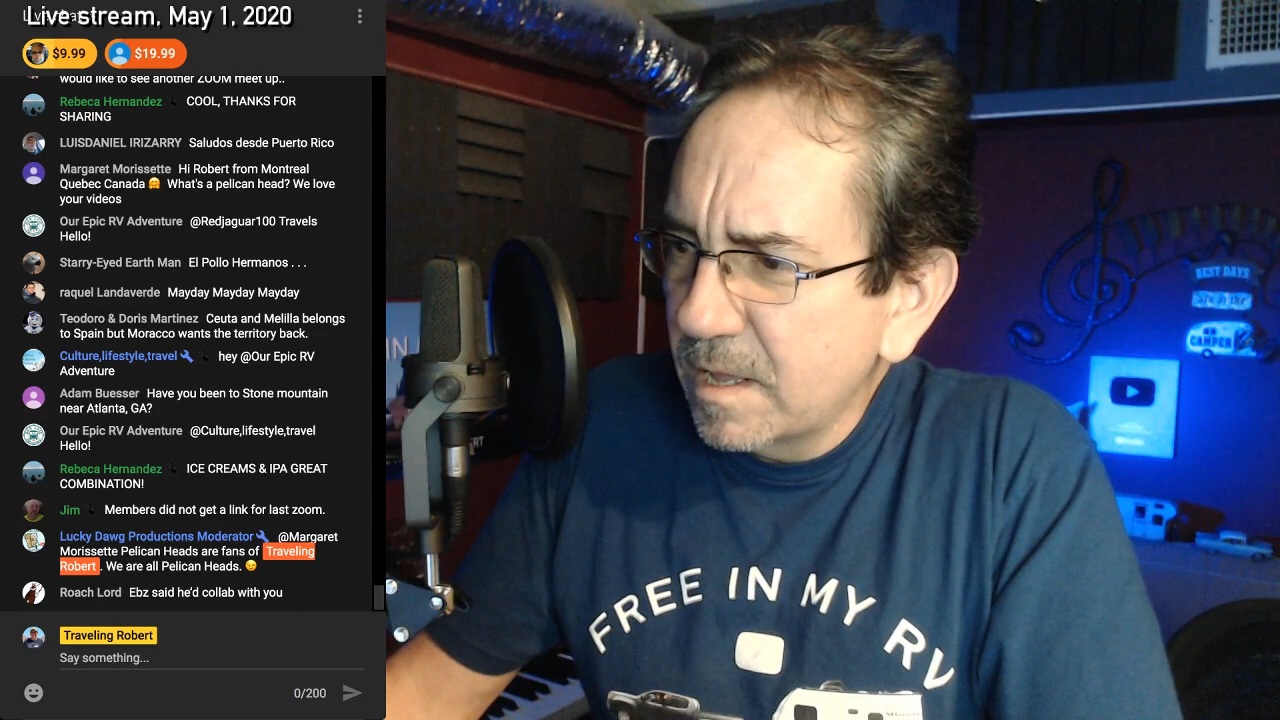 Live stream, May 1, 2020
$9.99 $19.99
would like to see another ZOOM meet up..
Rebeca Hernandez COOL, THANKS FOR
SHARING
LUISDANIEL IRIZARRY Saludos desde Puerto Rico
Margaret Morissette Hi Robert from Montreal
Quebec Canada 🤗 What's a pelican head? We love
your videos
Our Epic RV Adventure @Redjaguar100 Travels
Hello!
Starry-Eyed Earth Man El Pollo Hermanos . . .
raquel Landaverde Mayday Mayday Mayday
Teodoro & Doris Martinez Ceuta and Melilla belongs
to Spain but Moracco wants the territory back.
Culture,lifestyle,travel hey @Our Epic RV
Adventure
Adam Buesser Have you been to Stone mountain
near Atlanta, GA?
Our Epic RV Adventure @Culture,lifestyle,travel
Hello!
Rebeca Hernandez ICE CREAMS & IPA GREAT
COMBINATION!
Jim Members did not get a link for last zoom.
Lucky Dawg Productions Moderator @Margaret
Morissette Pelican Heads are fans of Traveling
Robert . We are all Pelican Heads. 😉
Roach Lord Ebz said he'd collab with you
Traveling Robert
Say something...
0/200
FREE IN MY RV
BEST DAYS
CAMPER